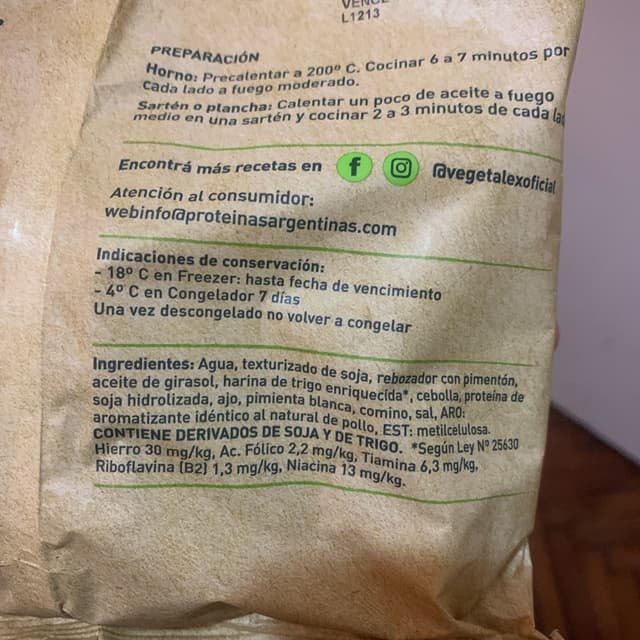 L1213
PREPARACIÓN
Horno: Precalentar a 200º C. Cocinar 6 a 7 minutos por
cada lado a fuego moderado.
Sartén o plancha: Calentar un poco de aceite a fuego
medio en una sartén y cocinar 2 a 3 minutos de cada
Encontrá más recetas en f @vegetalexoficial
Atención al consumidor:
webinfo@proteinasargentinas.com
Indicaciones de conservación:
- 18º C en Freezer: hasta fecha de vencimiento
- 4º C en Congelador 7 días
Una vez descongelado no volver a congelar
Ingredientes: Agua, texturizado de soja, rebozador con pimentón,
aceite de girasol, harina de trigo enriquecida*, cebolla, proteína de
soja hidrolizada, ajo, pimienta blanca, comino, sal, ARO:
aromatizante idéntico al natural de pollo, EST: metilcelulosa.
CONTIENE DERIVADOS DE SOJA Y DE TRIGO. *Según Ley Nº 25630
Hierro 30 mg/kg, Ac. Fólico 2,2 mg/kg, Tiamina 6,3 mg/kg,
Riboflavina (B2) 1,3 mg/kg, Niacina 13 mg/kg.